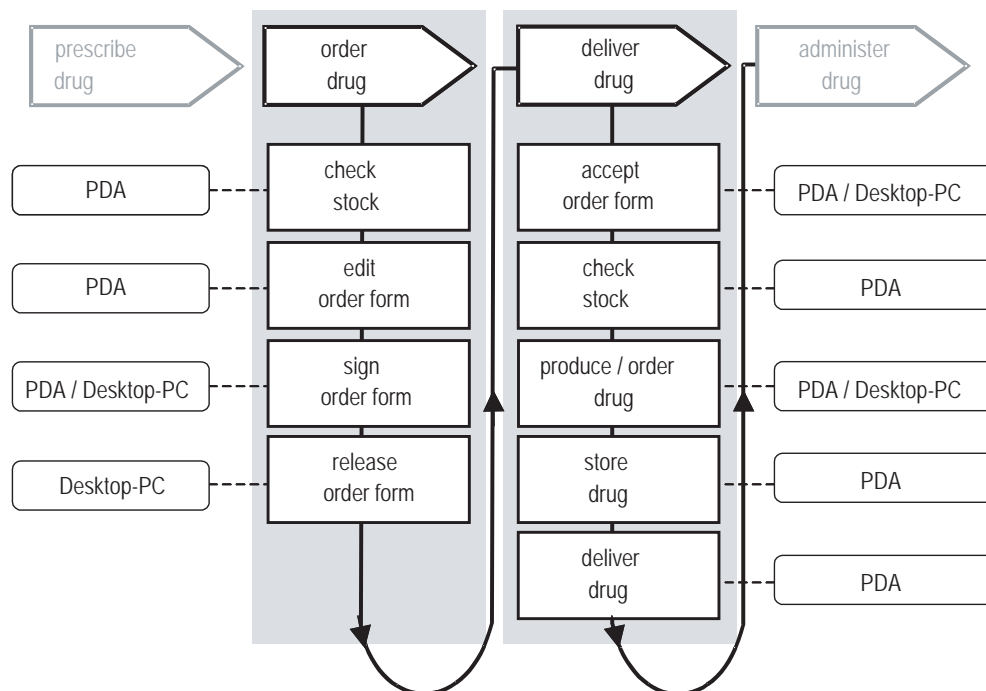 prescribe
drug
order
drug
deliver
drug
administer
drug
PDA
check
stock
accept
order form
PDA / Desktop-PC
PDA
edit
order form
check
stock
PDA
PDA / Desktop-PC
sign
order form
produce / order
drug
PDA / Desktop-PC
Desktop-PC
release
order form
store
drug
PDA
deliver
drug
PDA